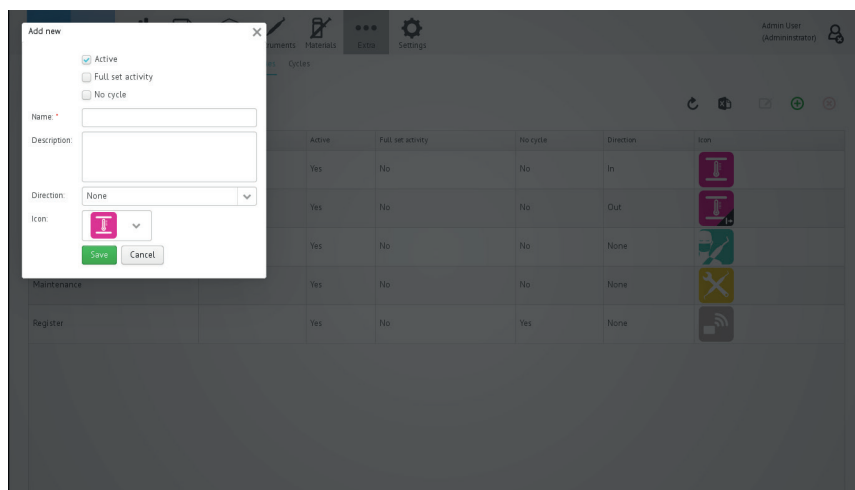 Add new
Active
Full set activity
No cycle
Name: *
Description:
Direction:
None
Icon:
Save
Cancel
Materials
Extra
Settings
Admin User
(Admininstrator)
Cycles
Active
Full set activity
No cycle
Direction
Icon
Yes
No
No
In
Yes
No
No
Out
Yes
No
No
None
Maintenance
Yes
No
No
None
Register
Yes
No
Yes
None